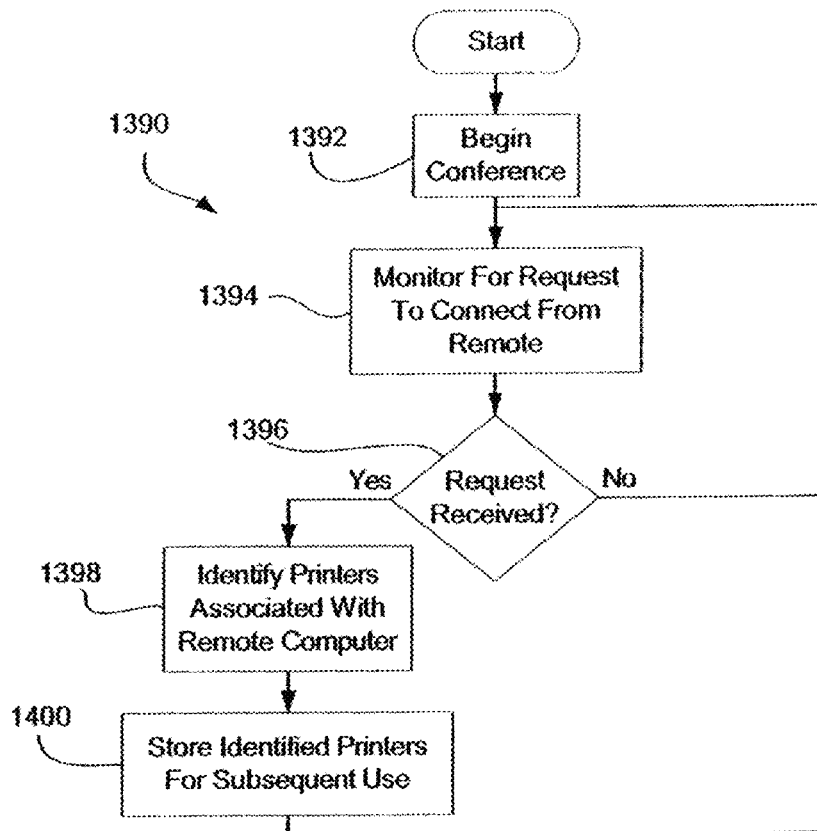 Start
1390
1392
Begin
Conference
1394
Monitor For Request
To Connect From
Remote
1396
Yes
Request
Received?
No
1398
Identify Printers
Associated With
Remote Computer
1400
Store Identified Printers
For Subsequent Use